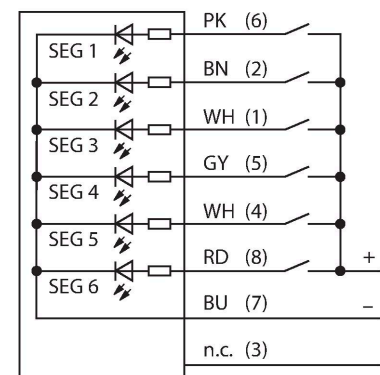 PK (6)
SEG 1
BN (2)
SEG 2
WH (1)
SEG 3
GY (5)
SEG 4
WH (4)
SEG 5
RD (8)
+
SEG 6
BU (7)
–
n.c. (3)